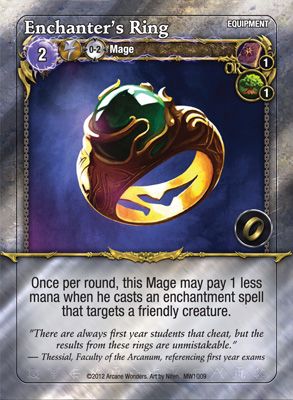 Enchanter's Ring
EQUIPMENT
2
0-2 Mage
1
OR
1
Once per round, this Mage may pay 1 less
mana when he casts an enchantment spell
that targets a friendly creature.
"There are always first year students that cheat, but the
results from these rings are unmistakable."
— Thessial, Faculty of the Arcanum, referencing first year exams
©2012 Arcane Wonders. Art by Niten. MW1009